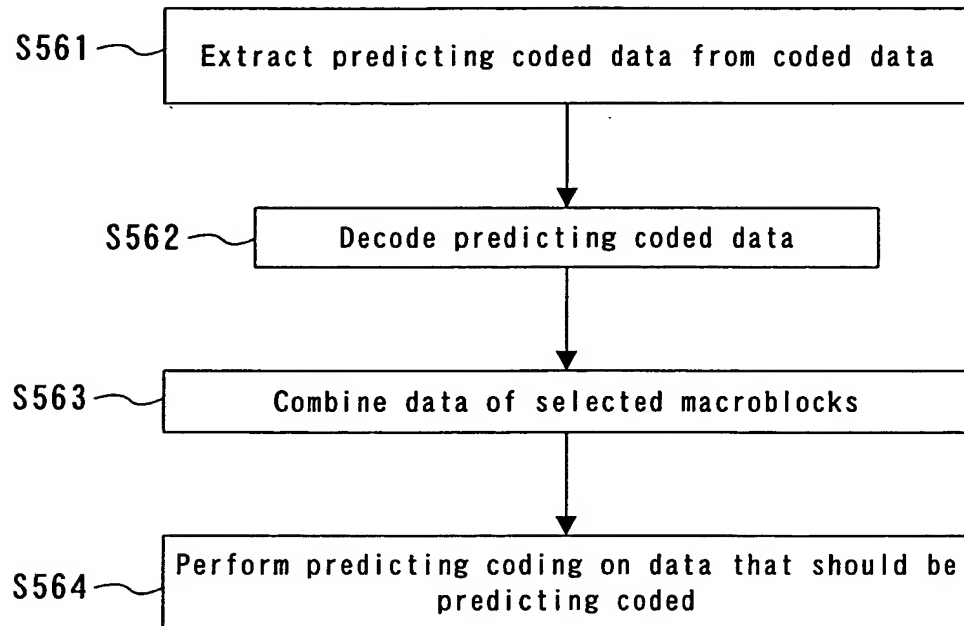 S561
Extract predicting coded data from coded data
S562
Decode predicting coded data
S563
Combine data of selected macroblocks
S564
Perform predicting coding on data that should be
predicting coded